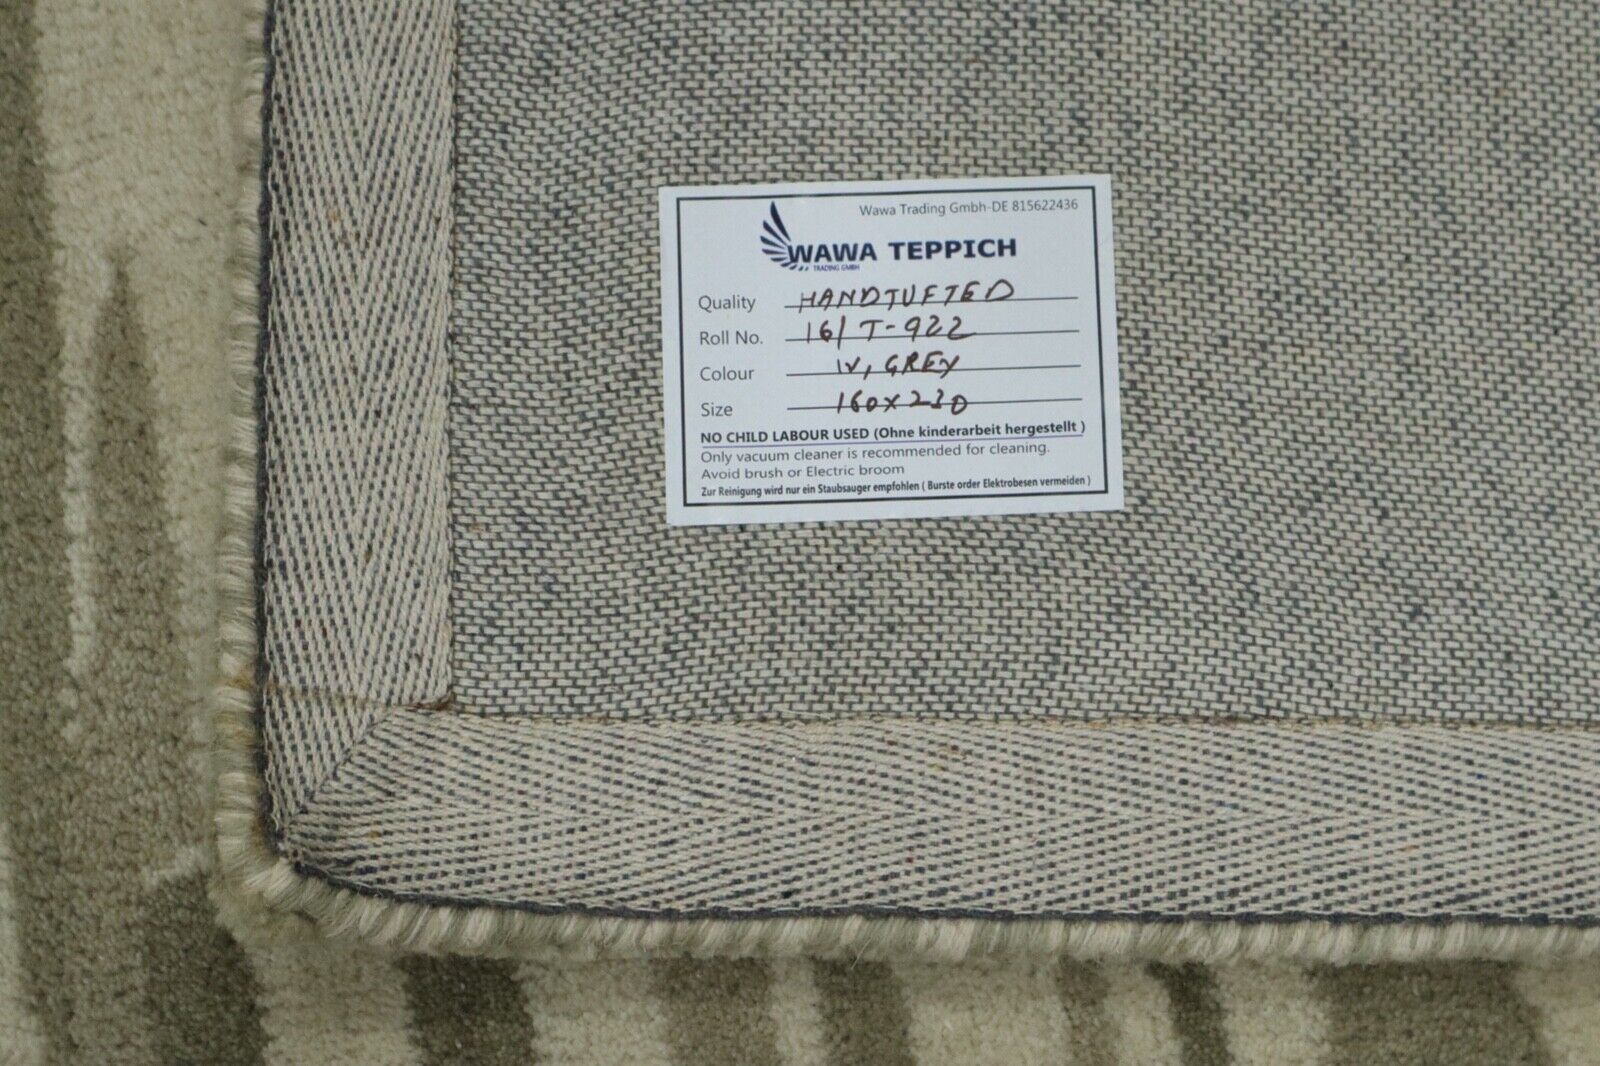 Wawa Trading Gmbh-DE 815622436
WAWA TEPPICH
TRADING GMBH
Quality HANDTUFTED
Roll No. 16/T-922
Colour IV, GREY
Size 160x230
NO CHILD LABOUR USED (Ohne kinderarbeit hergestellt )
Only vacuum cleaner is recommended for cleaning.
Avoid brush or Electric broom
Zur Reinigung wird nur ein Staubsauger empfohlen ( Burste order Elektrobesen vermeiden )